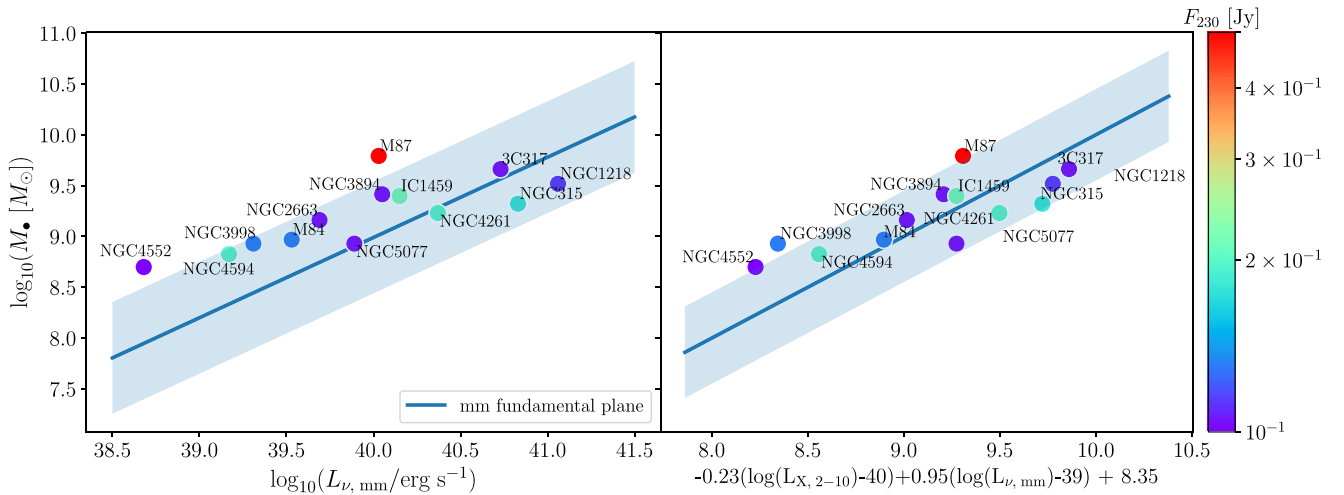 F₂₃₀ [Jy]
log₁₀(M• [M⊙])
11.0
10.5
10.0
9.5
9.0
8.5
8.0
7.5
M87
3C317
NGC1218
NGC3894
IC1459
NGC315
NGC2663
NGC4261
NGC3998
M84
NGC5077
NGC4552
NGC4594
mm fundamental plane
38.5 39.0 39.5 40.0 40.5 41.0 41.5
log₁₀(L_ν, mm/erg s⁻¹)
M87
3C317
NGC1218
NGC3894
IC1459
NGC315
NGC2663
NGC4261
NGC3998
M84
NGC5077
NGC4552
NGC4594
8.0 8.5 9.0 9.5 10.0 10.5
-0.23(log(L_X, 2−10)-40)+0.95(log(L_ν, mm)-39) + 8.35
4 × 10⁻¹
3 × 10⁻¹
2 × 10⁻¹
10⁻¹